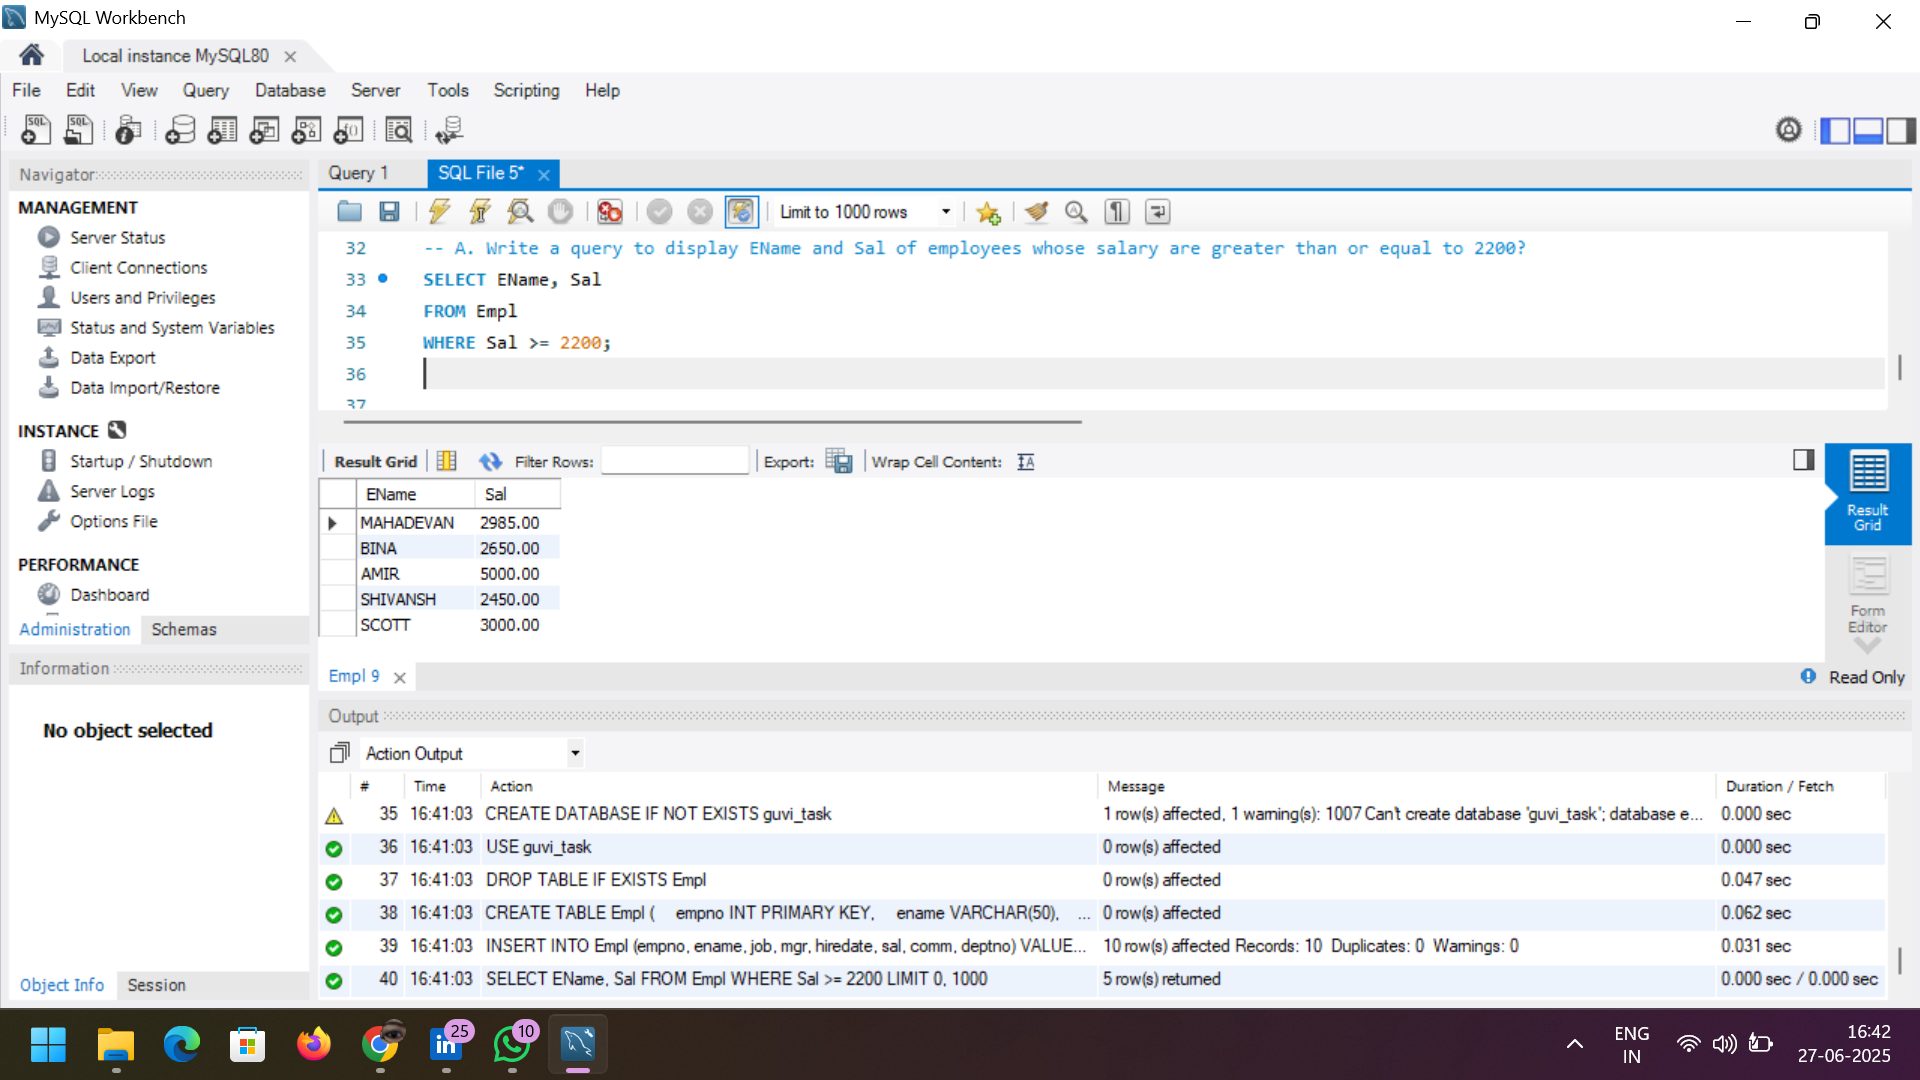 MySQL Workbench
Local instance MySQL80
File Edit View Query Database Server Tools Scripting Help
Navigator
MANAGEMENT
Server Status
Client Connections
Users and Privileges
Status and System Variables
Data Export
Data Import/Restore
INSTANCE
Startup / Shutdown
Server Logs
Options File
PERFORMANCE
Dashboard
Administration Schemas
Information
No object selected
Object Info Session
Query 1 SQL File 5*
Limit to 1000 rows
32 -- A. Write a query to display EName and Sal of employees whose salary are greater than or equal to 2200?
33 SELECT EName, Sal
34 FROM Empl
35 WHERE Sal >= 2200;
36
37
Result Grid Filter Rows: Export: Wrap Cell Content:
EName Sal
MAHADEVAN 2985.00
BINA 2650.00
AMIR 5000.00
SHIVANSH 2450.00
SCOTT 3000.00
Result
Grid
Form
Editor
Empl 9
Read Only
Output
Action Output
# Time Action Message Duration / Fetch
35 16:41:03 CREATE DATABASE IF NOT EXISTS guvi_task 1 row(s) affected, 1 warning(s): 1007 Can't create database 'guvi_task'; database e... 0.000 sec
36 16:41:03 USE guvi_task 0 row(s) affected 0.000 sec
37 16:41:03 DROP TABLE IF EXISTS Empl 0 row(s) affected 0.047 sec
38 16:41:03 CREATE TABLE Empl ( empno INT PRIMARY KEY, ename VARCHAR(50), ... 0 row(s) affected 0.062 sec
39 16:41:03 INSERT INTO Empl (empno, ename, job, mgr, hiredate, sal, comm, deptno) VALUE... 10 row(s) affected Records: 10 Duplicates: 0 Warnings: 0 0.031 sec
40 16:41:03 SELECT EName, Sal FROM Empl WHERE Sal >= 2200 LIMIT 0, 1000 5 row(s) returned 0.000 sec / 0.000 sec
25
10
ENG
IN
16:42
27-06-2025